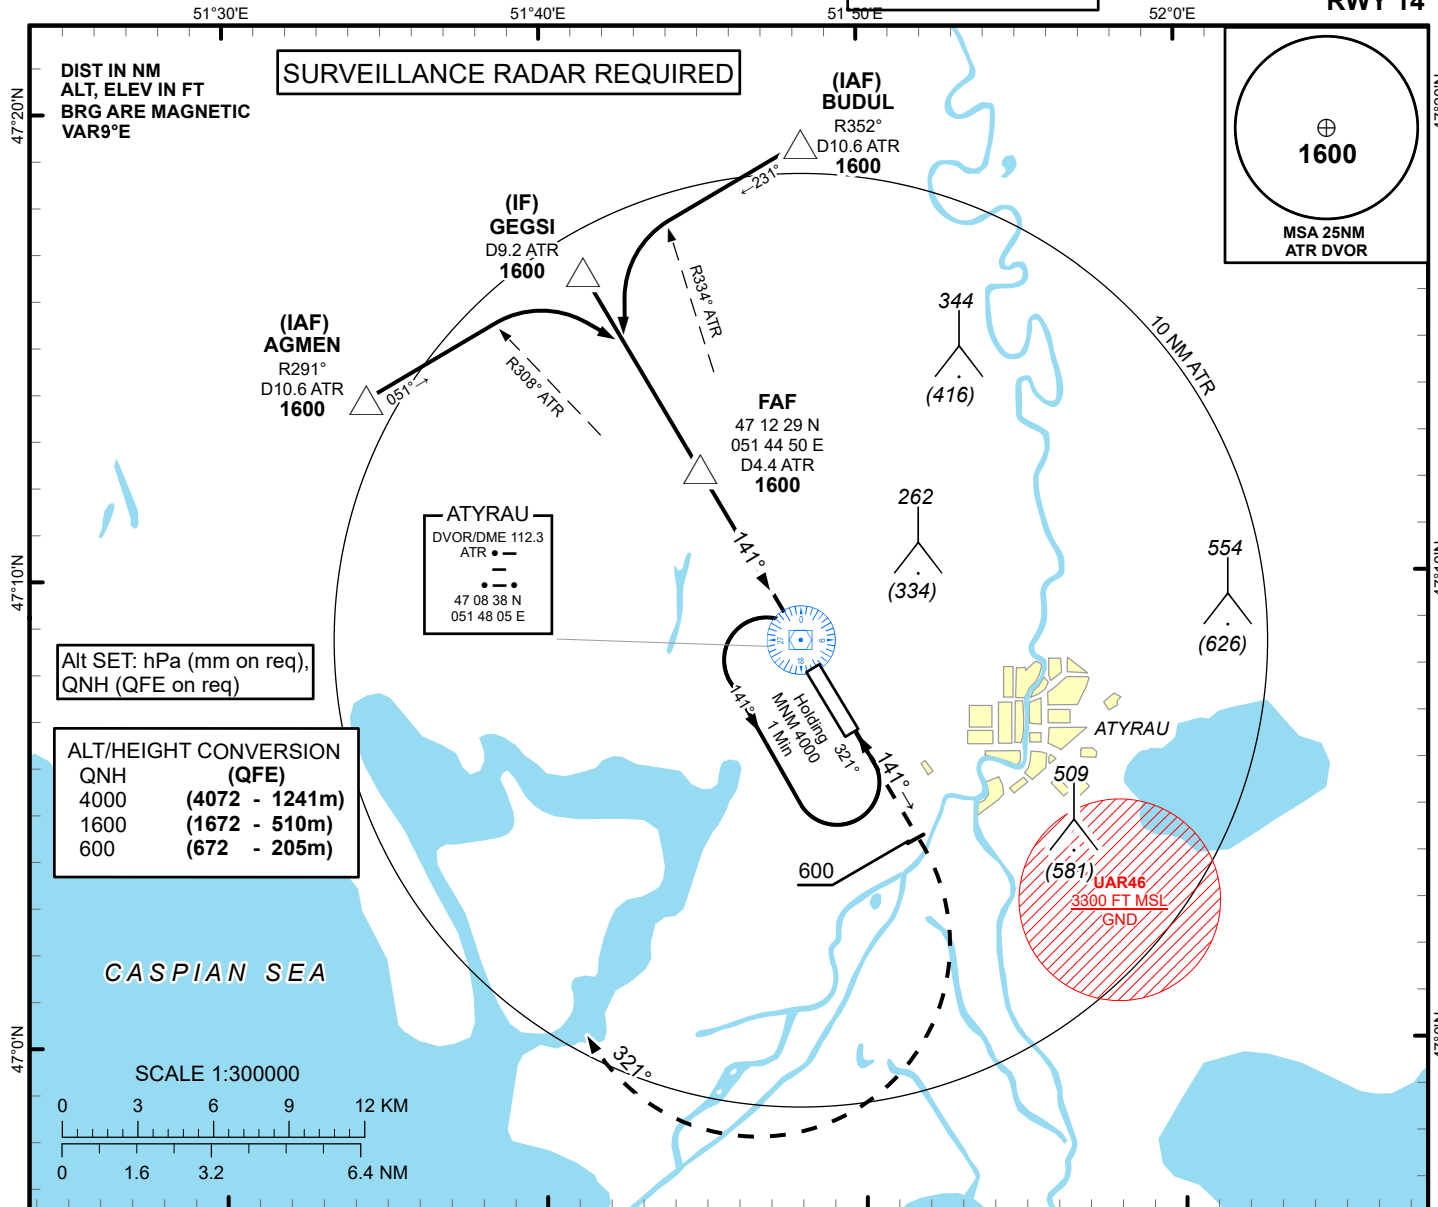 RWY 14
51°30'E
51°40'E
51°50'E
52°0'E
DIST IN NM
ALT, ELEV IN FT
BRG ARE MAGNETIC
VAR9°E
SURVEILLANCE RADAR REQUIRED
1600
MSA 25NM
ATR DVOR
47°20'N
(IAF)
BUDUL
R352°
D10.6 ATR
1600
←231°
(IF)
GEGSI
D9.2 ATR
1600
R334° ATR
(IAF)
AGMEN
R291°
D10.6 ATR
1600
051°→
R308° ATR
10 NM ATR
344
(416)
FAF
47 12 29 N
051 44 50 E
D4.4 ATR
1600
262
(334)
554
(626)
ATYRAU
DVOR/DME 112.3
ATR
47 08 38 N
051 48 05 E
141°
47°10'N
0
9
18
27
Alt SET: hPa (mm on req),
QNH (QFE on req)
141°
Holding
MNM 4000
1 Min
321°
141° →
ATYRAU
ALT/HEIGHT CONVERSION
QNH (QFE)
4000 (4072 - 1241m)
1600 (1672 - 510m)
600 (672 - 205m)
509
(581)
600
UAR46
3300 FT MSL
GND
CASPIAN SEA
321°
47°0'N
47°0'N
SCALE 1:300000
0 3 6 9 12 KM
0 1.6 3.2 6.4 NM